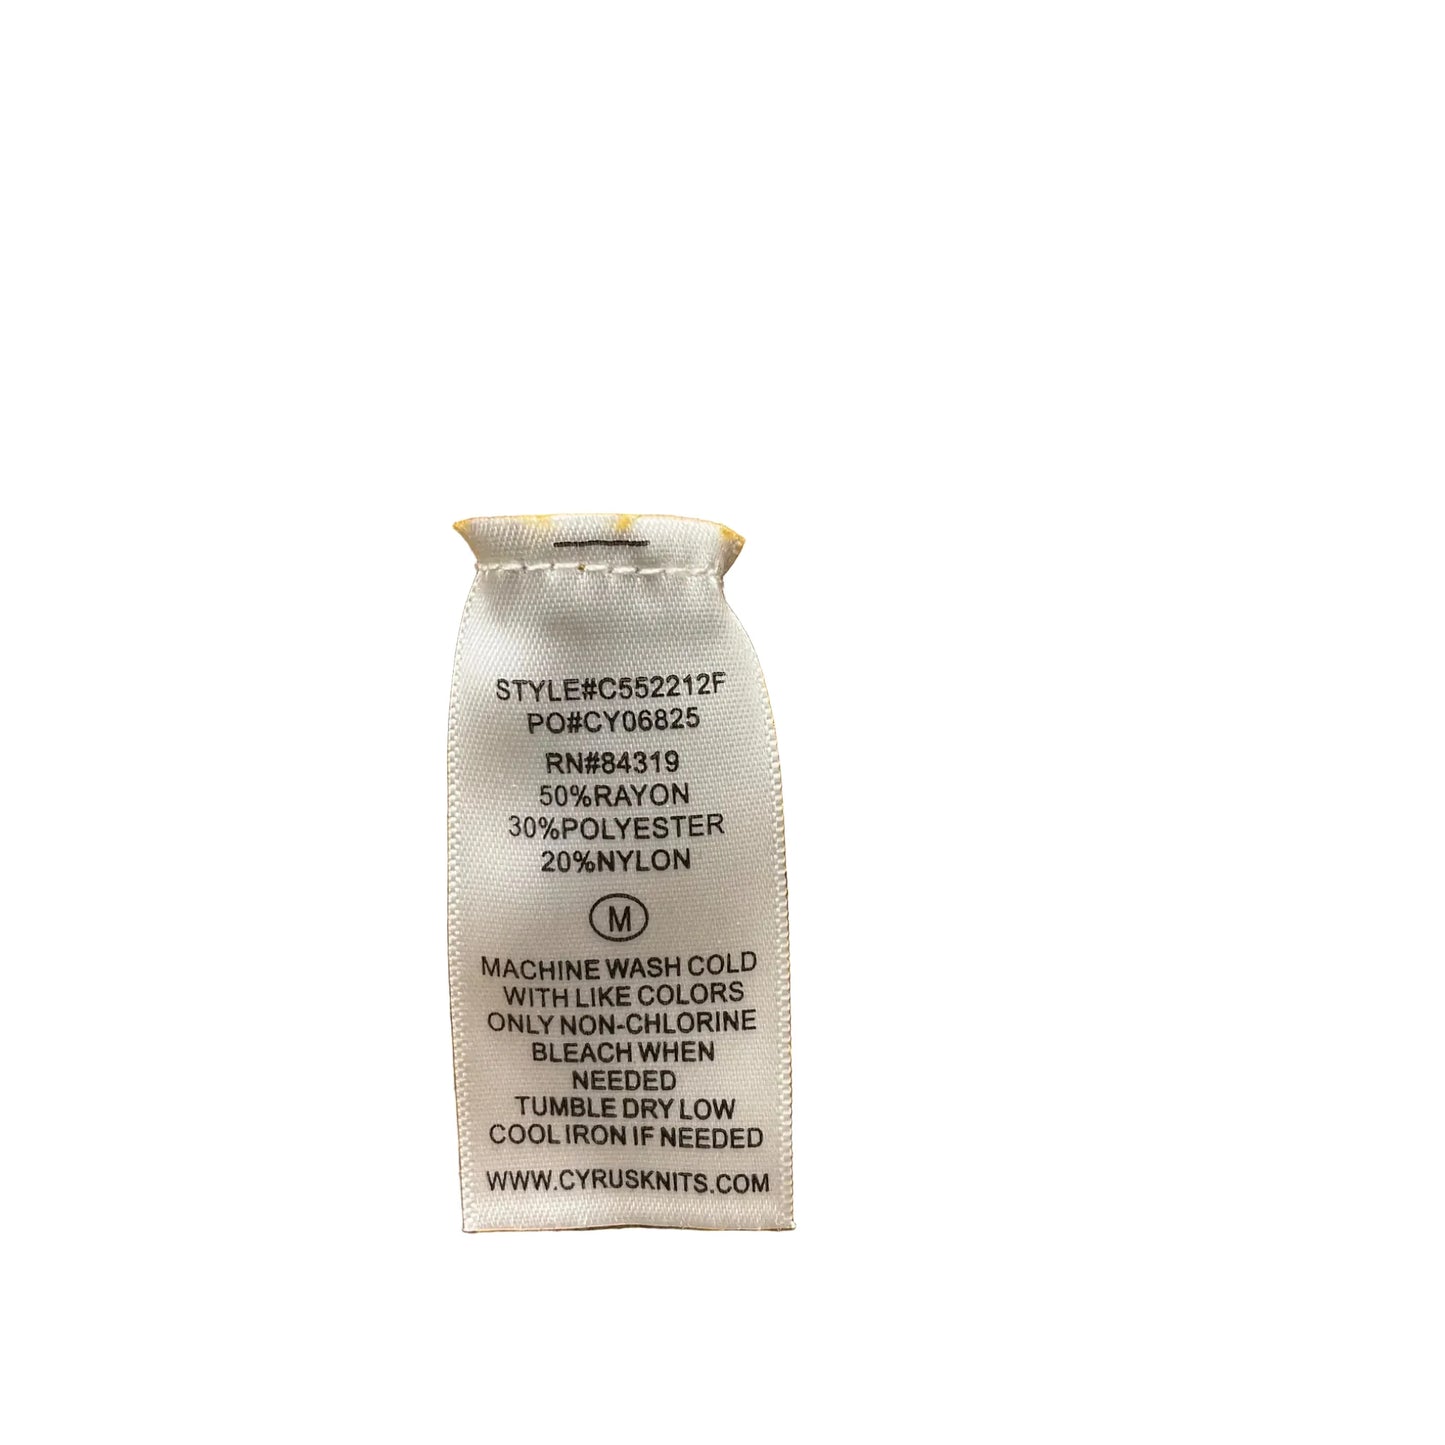 STYLE#C552212F
PO#CY06825
RN#84319
50%RAYON
30%POLYESTER
20%NYLON
M
MACHINE WASH COLD
WITH LIKE COLORS
ONLY NON-CHLORINE
BLEACH WHEN
NEEDED
TUMBLE DRY LOW
COOL IRON IF NEEDED
WWW.CYRUSKNITS.COM